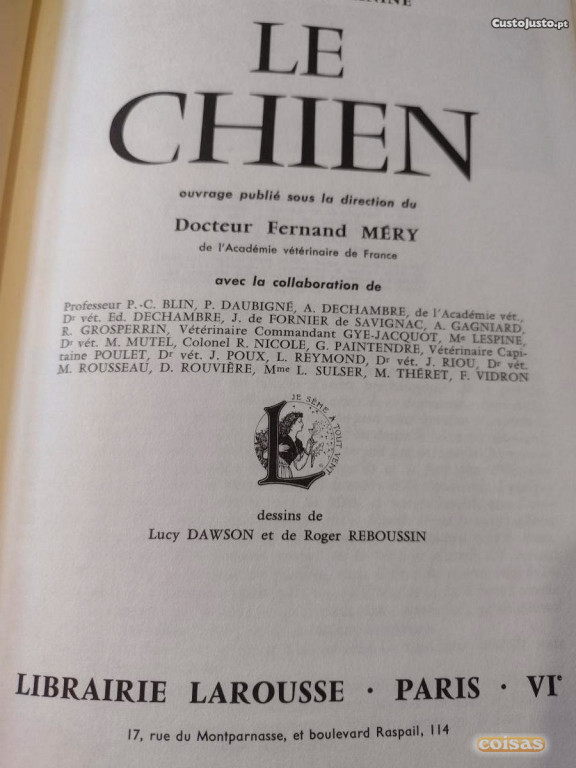 CustoJusto.pt
LE
CHIEN
ouvrage publié sous la direction du
Docteur Fernand MÉRY
de l'Académie vétérinaire de France
avec la collaboration de
Professeur P.-C. BLIN, P. DAUBIGNÉ, A. DECHAMBRE, de l'Académie vét.,
Dr vét. Ed. DECHAMBRE, J. de FORNIER de SAVIGNAC, A. GAGNIARD,
R. GROSPERRIN, Vétérinaire Commandant GYE-JACQUOT, Me LESPINE,
Dr vét. M. MUTEL, Colonel R. NICOLE, G. PAINTENDRE, Vétérinaire Capi-
taine POULET, Dr vét. J. POUX, L. REYMOND, Dr vét. J. RIOU, Dr vét.
M. ROUSSEAU, D. ROUVIÈRE, Mme L. SULSER, M. THÉRET, F. VIDRON
JE SÈME À TOUT VENT
dessins de
Lucy DAWSON et de Roger REBOUSSIN
LIBRAIRIE LAROUSSE · PARIS · VIe
17, rue du Montparnasse, et boulevard Raspail, 114
coisas